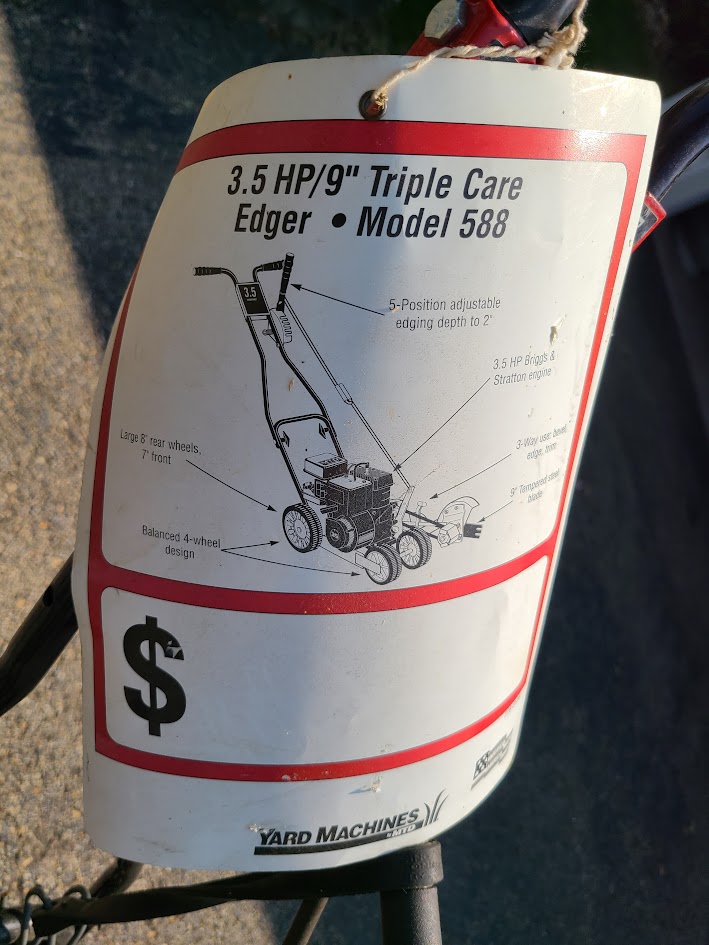 3.5 HP/9" Triple Care
Edger • Model 588
3.5
5-Position adjustable
edging depth to 2"
3.5 HP Briggs &
Stratton engine
Large 8" rear wheels,
7" front
3-Way use: bevel,
edge, trim
9" Tempered steel
blade
Balanced 4-wheel
design
$
YARD MACHINES
BY MTD